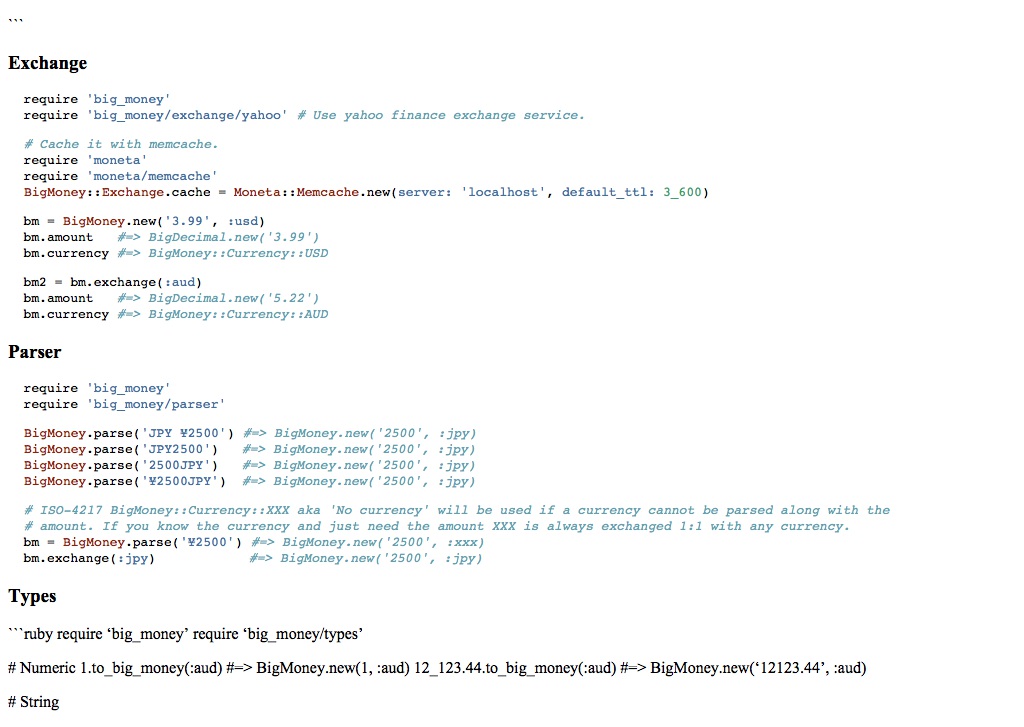 ```
Exchange
require 'big_money'
require 'big_money/exchange/yahoo' # Use yahoo finance exchange service.
# Cache it with memcache.
require 'moneta'
require 'moneta/memcache'
BigMoney::Exchange.cache = Moneta::Memcache.new(server: 'localhost', default_ttl: 3_600)
bm = BigMoney.new('3.99', :usd)
bm.amount   #=> BigDecimal.new('3.99')
bm.currency #=> BigMoney::Currency::USD
bm2 = bm.exchange(:aud)
bm.amount   #=> BigDecimal.new('5.22')
bm.currency #=> BigMoney::Currency::AUD
Parser
require 'big_money'
require 'big_money/parser'
BigMoney.parse('JPY ¥2500') #=> BigMoney.new('2500', :jpy)
BigMoney.parse('JPY2500')   #=> BigMoney.new('2500', :jpy)
BigMoney.parse('2500JPY')   #=> BigMoney.new('2500', :jpy)
BigMoney.parse('¥2500JPY')  #=> BigMoney.new('2500', :jpy)
# ISO-4217 BigMoney::Currency::XXX aka 'No currency' will be used if a currency cannot be parsed along with the
# amount. If you know the currency and just need the amount XXX is always exchanged 1:1 with any currency.
bm = BigMoney.parse('¥2500') #=> BigMoney.new('2500', :xxx)
bm.exchange(:jpy)            #=> BigMoney.new('2500', :jpy)
Types
```ruby require ‘big_money’ require ‘big_money/types’
# Numeric 1.to_big_money(:aud) #=> BigMoney.new(1, :aud) 12_123.44.to_big_money(:aud) #=> BigMoney.new(‘12123.44’, :aud)
# String